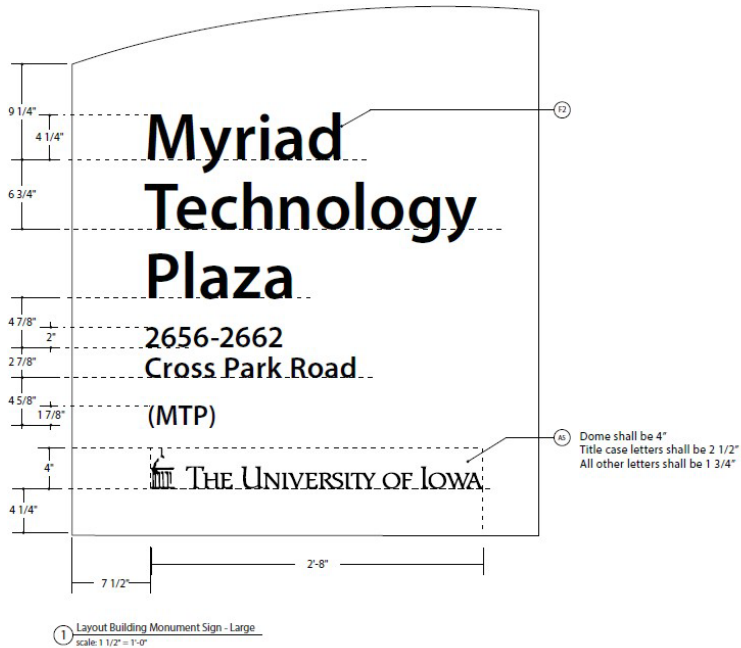 9 1/4"
4 1/4"
F2
Myriad
6 3/4"
Technology
Plaza
4 7/8"
2"
2656-2662
2 7/8"
Cross Park Road
4 5/8"
1 7/8"
(MTP)
A5
Dome shall be 4"
Title case letters shall be 2 1/2"
All other letters shall be 1 3/4"
4"
THE UNIVERSITY OF IOWA
4 1/4"
2'-8"
7 1/2"
1
Layout Building Monument Sign - Large
scale: 1 1/2" = 1'-0"